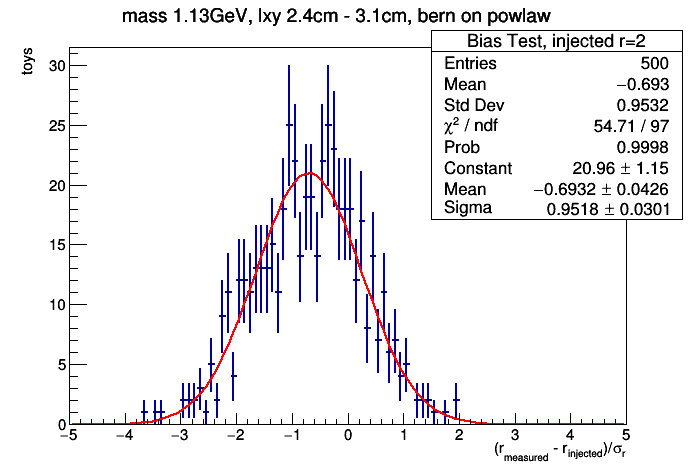 mass 1.13GeV, lxy 2.4cm - 3.1cm, bern on powlaw
Bias Test, injected r=2
Entries 500
Mean −0.693
Std Dev 0.9532
χ² / ndf 54.71 / 97
Prob 0.9998
Constant 20.96 ± 1.15
Mean −0.6932 ± 0.0426
Sigma 0.9518 ± 0.0301
toys
30
25
20
15
10
5
0
−5 −4 −3 −2 −1 0 1 2 3 4 5
(r_measured - r_injected)/σ_r